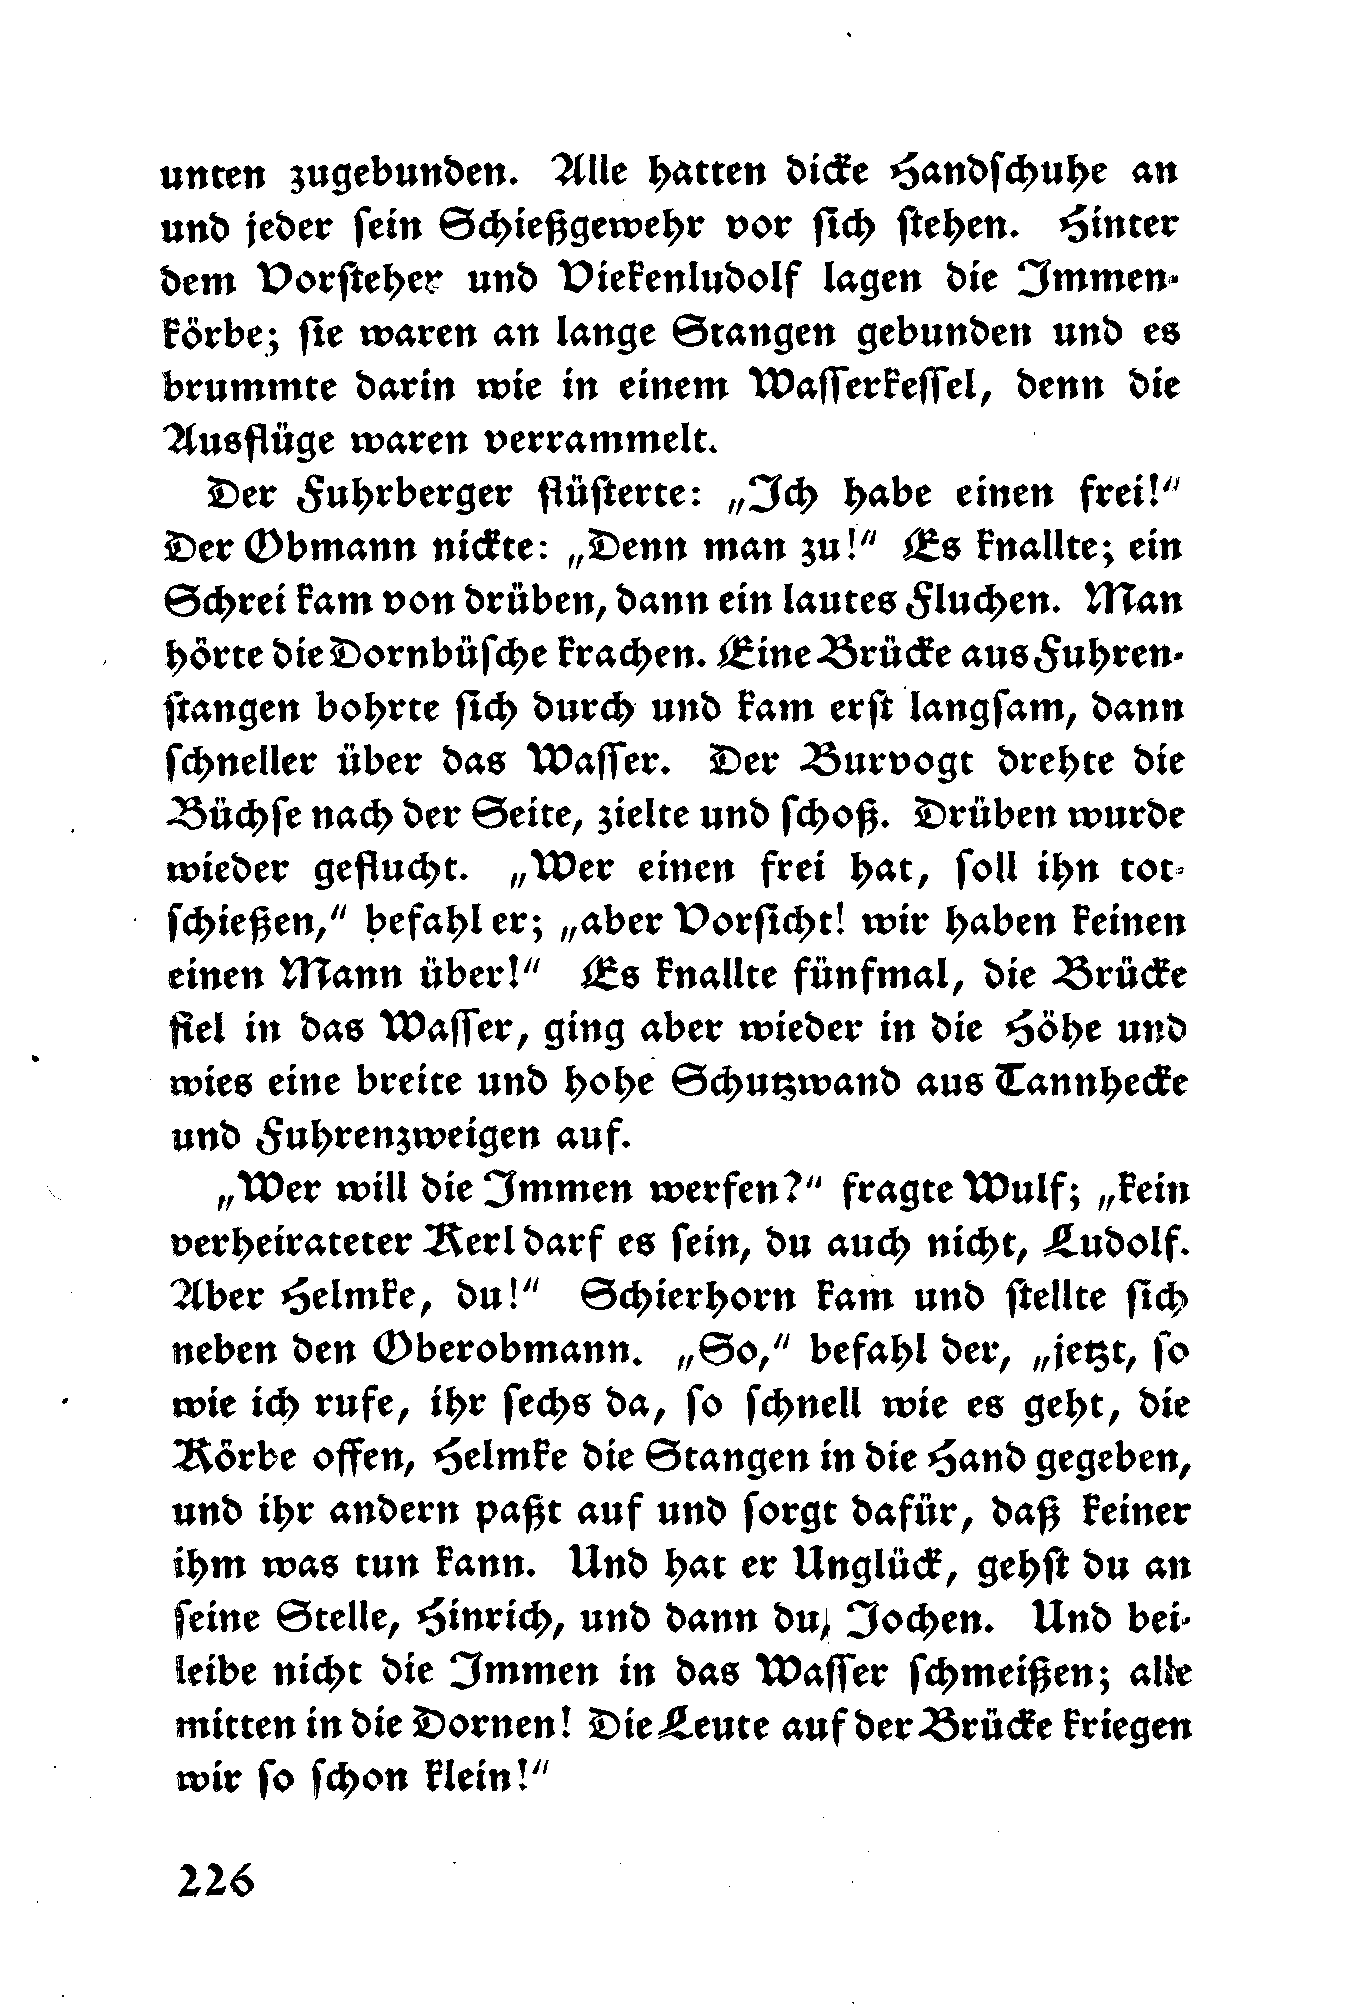 unten zugebunden. Alle hatten dicke Handschuhe an
und jeder sein Schießgewehr vor sich stehen. Hinter
dem Vorsteher und Viekenludolf lagen die Immen-
körbe; sie waren an lange Stangen gebunden und es
brummte darin wie in einem Wasserkessel, denn die
Ausflüge waren verrammelt.
Der Fuhrberger flüsterte: „Ich habe einen frei!“
Der Obmann nickte: „Denn man zu!“ Es knallte; ein
Schrei kam von drüben, dann ein lautes Fluchen. Man
hörte die Dornbüsche krachen. Eine Brücke aus Fuhren-
stangen bohrte sich durch und kam erst langsam, dann
schneller über das Wasser. Der Burvogt drehte die
Büchse nach der Seite, zielte und schoß. Drüben wurde
wieder geflucht. „Wer einen frei hat, soll ihn tot-
schießen,“ befahl er; „aber Vorsicht! wir haben keinen
einen Mann über!“ Es knallte fünfmal, die Brücke
fiel in das Wasser, ging aber wieder in die Höhe und
wies eine breite und hohe Schutzwand aus Tannhecke
und Fuhrenzweigen auf.
„Wer will die Immen werfen?“ fragte Wulf; „kein
verheirateter Kerl darf es sein, du auch nicht, Ludolf.
Aber Helmke, du!“ Schierhorn kam und stellte sich
neben den Oberobmann. „So,“ befahl der, „jetzt, so
wie ich rufe, ihr sechs da, so schnell wie es geht, die
Körbe offen, Helmke die Stangen in die Hand gegeben,
und ihr andern paßt auf und sorgt dafür, daß keiner
ihm was tun kann. Und hat er Unglück, gehst du an
seine Stelle, Hinrich, und dann du, Jochen. Und bei-
leibe nicht die Immen in das Wasser schmeißen; alle
mitten in die Dornen! Die Leute auf der Brücke kriegen
wir so schon klein!“
226